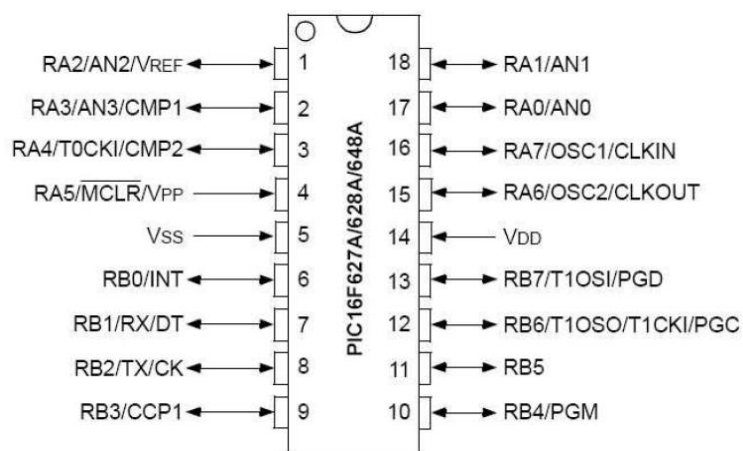 RA2/AN2/VREF 1 18 RA1/AN1
RA3/AN3/CMP1 2 17 RA0/AN0
RA4/T0CKI/CMP2 3 16 RA7/OSC1/CLKIN
RA5/MCLR/VPP 4 15 RA6/OSC2/CLKOUT
VSS 5 14 VDD
RB0/INT 6 13 RB7/T1OSI/PGD
RB1/RX/DT 7 12 RB6/T1OSO/T1CKI/PGC
RB2/TX/CK 8 11 RB5
RB3/CCP1 9 10 RB4/PGM
PIC16F627A/628A/648A